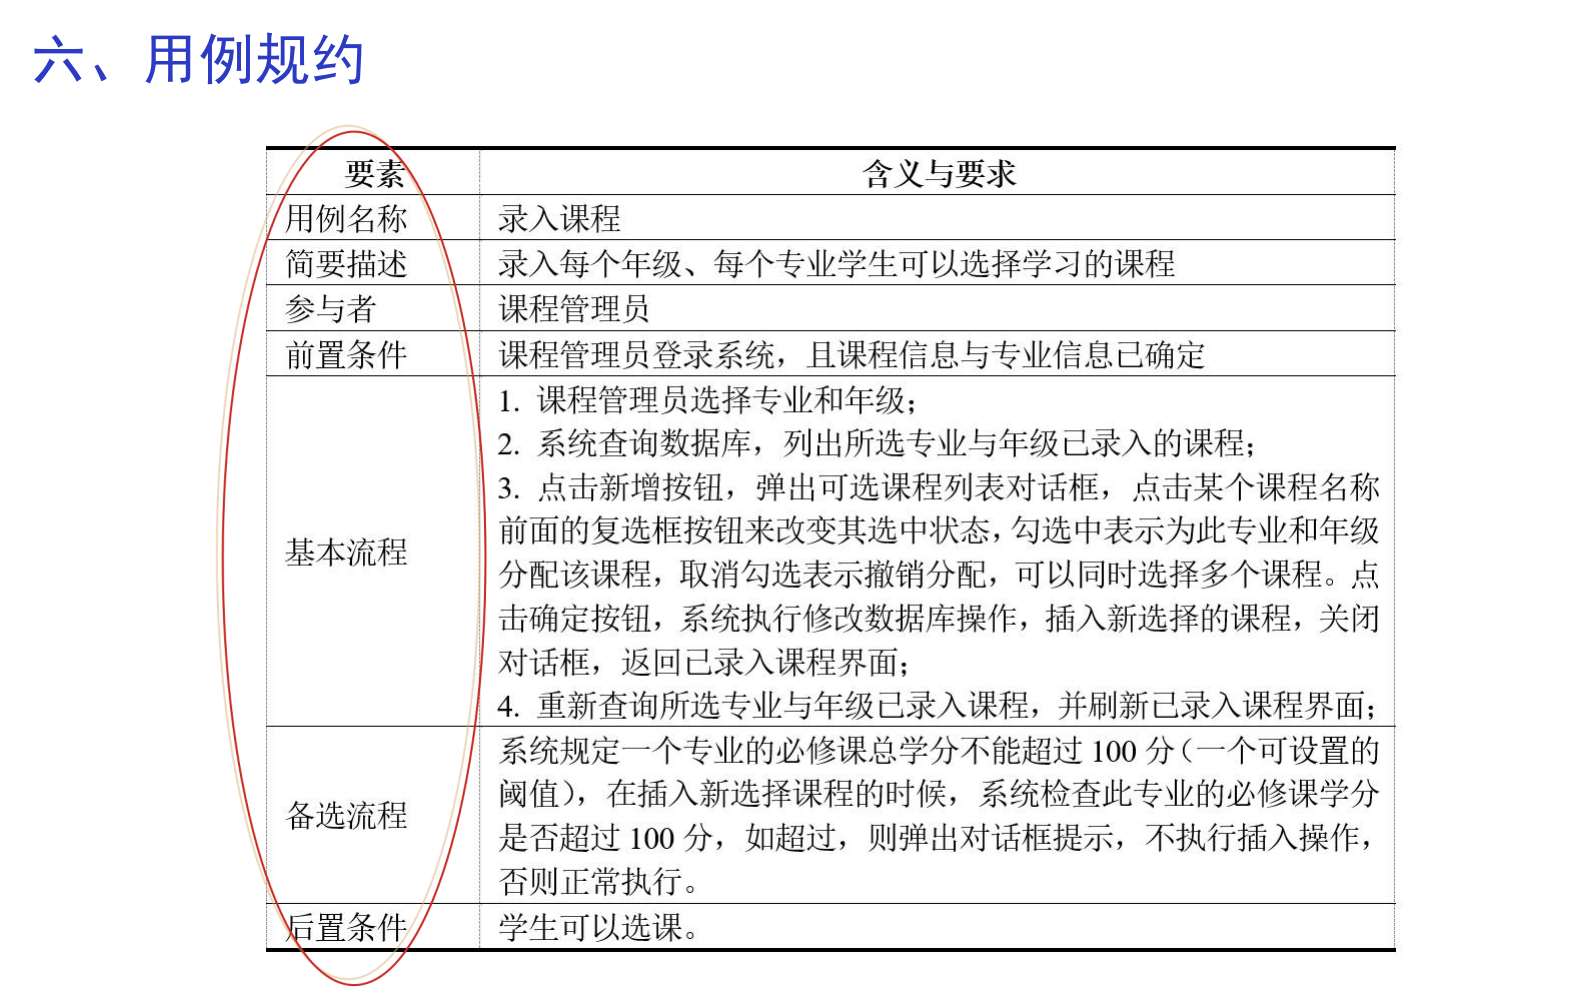 六、用例规约
要素 含义与要求
用例名称 录入课程
简要描述 录入每个年级、每个专业学生可以选择学习的课程
参与者 课程管理员
前置条件 课程管理员登录系统，且课程信息与专业信息已确定
基本流程
1. 课程管理员选择专业和年级；
2. 系统查询数据库，列出所选专业与年级已录入的课程；
3. 点击新增按钮，弹出可选课程列表对话框，点击某个课程名称
前面的复选框按钮来改变其选中状态，勾选中表示为此专业和年级
分配该课程，取消勾选表示撤销分配，可以同时选择多个课程。点
击确定按钮，系统执行修改数据库操作，插入新选择的课程，关闭
对话框，返回已录入课程界面；
4. 重新查询所选专业与年级已录入课程，并刷新已录入课程界面；
备选流程
系统规定一个专业的必修课总学分不能超过 100 分（一个可设置的
阈值），在插入新选择课程的时候，系统检查此专业的必修课学分
是否超过 100 分，如超过，则弹出对话框提示，不执行插入操作，
否则正常执行。
后置条件 学生可以选课。